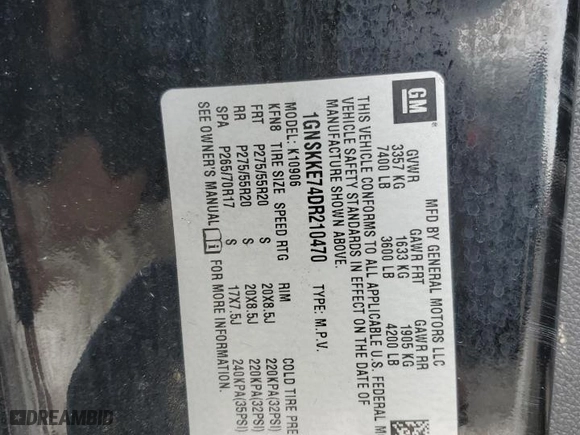 GM
MFD BY GENERAL MOTORS LLC
GVWR GAWR FRT GAWR RR
3357 KG 1633 KG 1905 KG
7400 LB 3600 LB 4200 LB
THIS VEHICLE CONFORMS TO ALL APPLICABLE U.S. FEDERAL M
VEHICLE SAFETY STANDARDS IN EFFECT ON THE DATE OF
MANUFACTURE SHOWN ABOVE.
1GNSKKE74DR210470 TYPE: M.P.V.
MODEL: K10906
KFN8 TIRE SIZE SPEED RTG RIM COLD TIRE PRE
FRT P275/55R20 S 20X8.5J 220KPA(32PSI)
RR P275/55R20 S 20X8.5J 220KPA(32PSI)
SPA P265/70R17 S 17X7.5J 240KPA(35PSI)
SEE OWNER'S MANUAL FOR MORE INFORMATION.
© DREAMBID